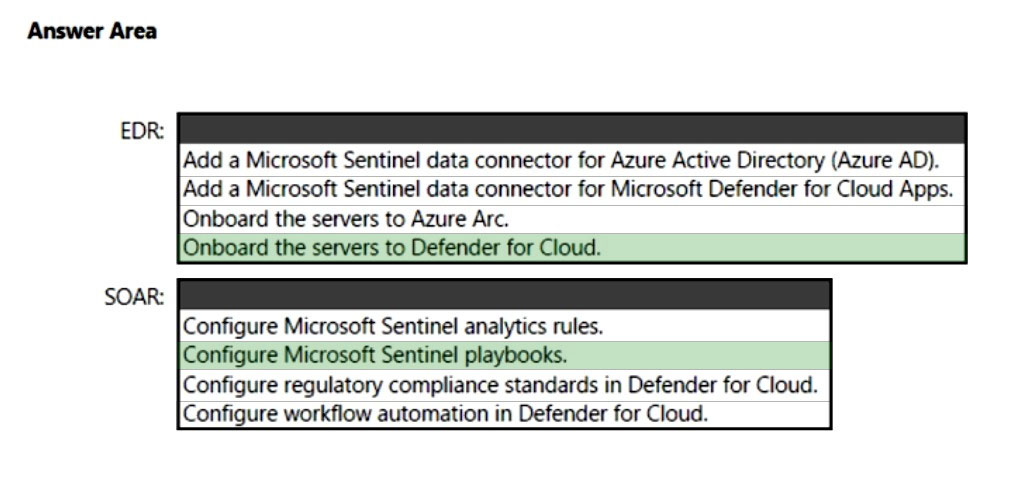 Answer Area
EDR:
Add a Microsoft Sentinel data connector for Azure Active Directory (Azure AD).
Add a Microsoft Sentinel data connector for Microsoft Defender for Cloud Apps.
Onboard the servers to Azure Arc.
Onboard the servers to Defender for Cloud.
SOAR:
Configure Microsoft Sentinel analytics rules.
Configure Microsoft Sentinel playbooks.
Configure regulatory compliance standards in Defender for Cloud.
Configure workflow automation in Defender for Cloud.